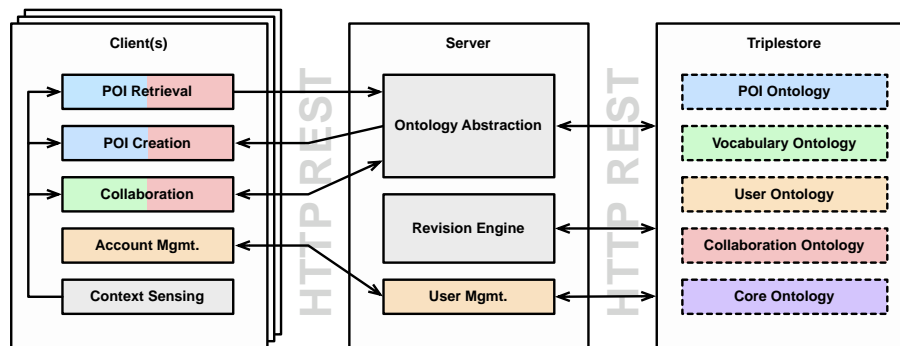 Client(s)
POI Retrieval
POI Creation
Collaboration
Account Mgmt.
Context Sensing
HTTP REST
Server
Ontology Abstraction
Revision Engine
User Mgmt.
HTTP REST
Triplestore
POI Ontology
Vocabulary Ontology
User Ontology
Collaboration Ontology
Core Ontology